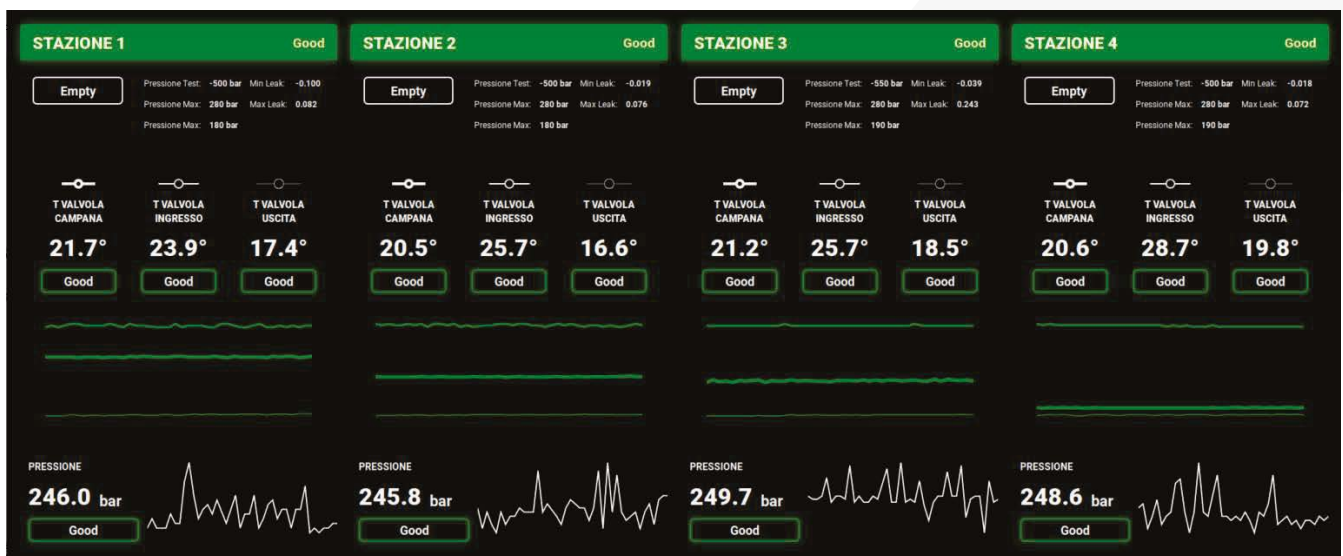 STAZIONE 1 Good
Empty
Pressione Test: -500 bar Min Leak: -0.100
Pressione Max: 280 bar Max Leak: 0.082
Pressione Max: 180 bar
T VALVOLA CAMPANA
21.7°
Good
T VALVOLA INGRESSO
23.9°
Good
T VALVOLA USCITA
17.4°
Good
PRESSIONE
246.0 bar
Good
STAZIONE 2 Good
Empty
Pressione Test: -500 bar Min Leak: -0.019
Pressione Max: 280 bar Max Leak: 0.076
Pressione Max: 180 bar
T VALVOLA CAMPANA
20.5°
Good
T VALVOLA INGRESSO
25.7°
Good
T VALVOLA USCITA
16.6°
Good
PRESSIONE
245.8 bar
Good
STAZIONE 3 Good
Empty
Pressione Test: -550 bar Min Leak: -0.039
Pressione Max: 280 bar Max Leak: 0.243
Pressione Max: 190 bar
T VALVOLA CAMPANA
21.2°
Good
T VALVOLA INGRESSO
25.7°
Good
T VALVOLA USCITA
18.5°
Good
PRESSIONE
249.7 bar
Good
STAZIONE 4 Good
Empty
Pressione Test: -500 bar Min Leak: -0.018
Pressione Max: 280 bar Max Leak: 0.072
Pressione Max: 190 bar
T VALVOLA CAMPANA
20.6°
Good
T VALVOLA INGRESSO
28.7°
Good
T VALVOLA USCITA
19.8°
Good
PRESSIONE
248.6 bar
Good